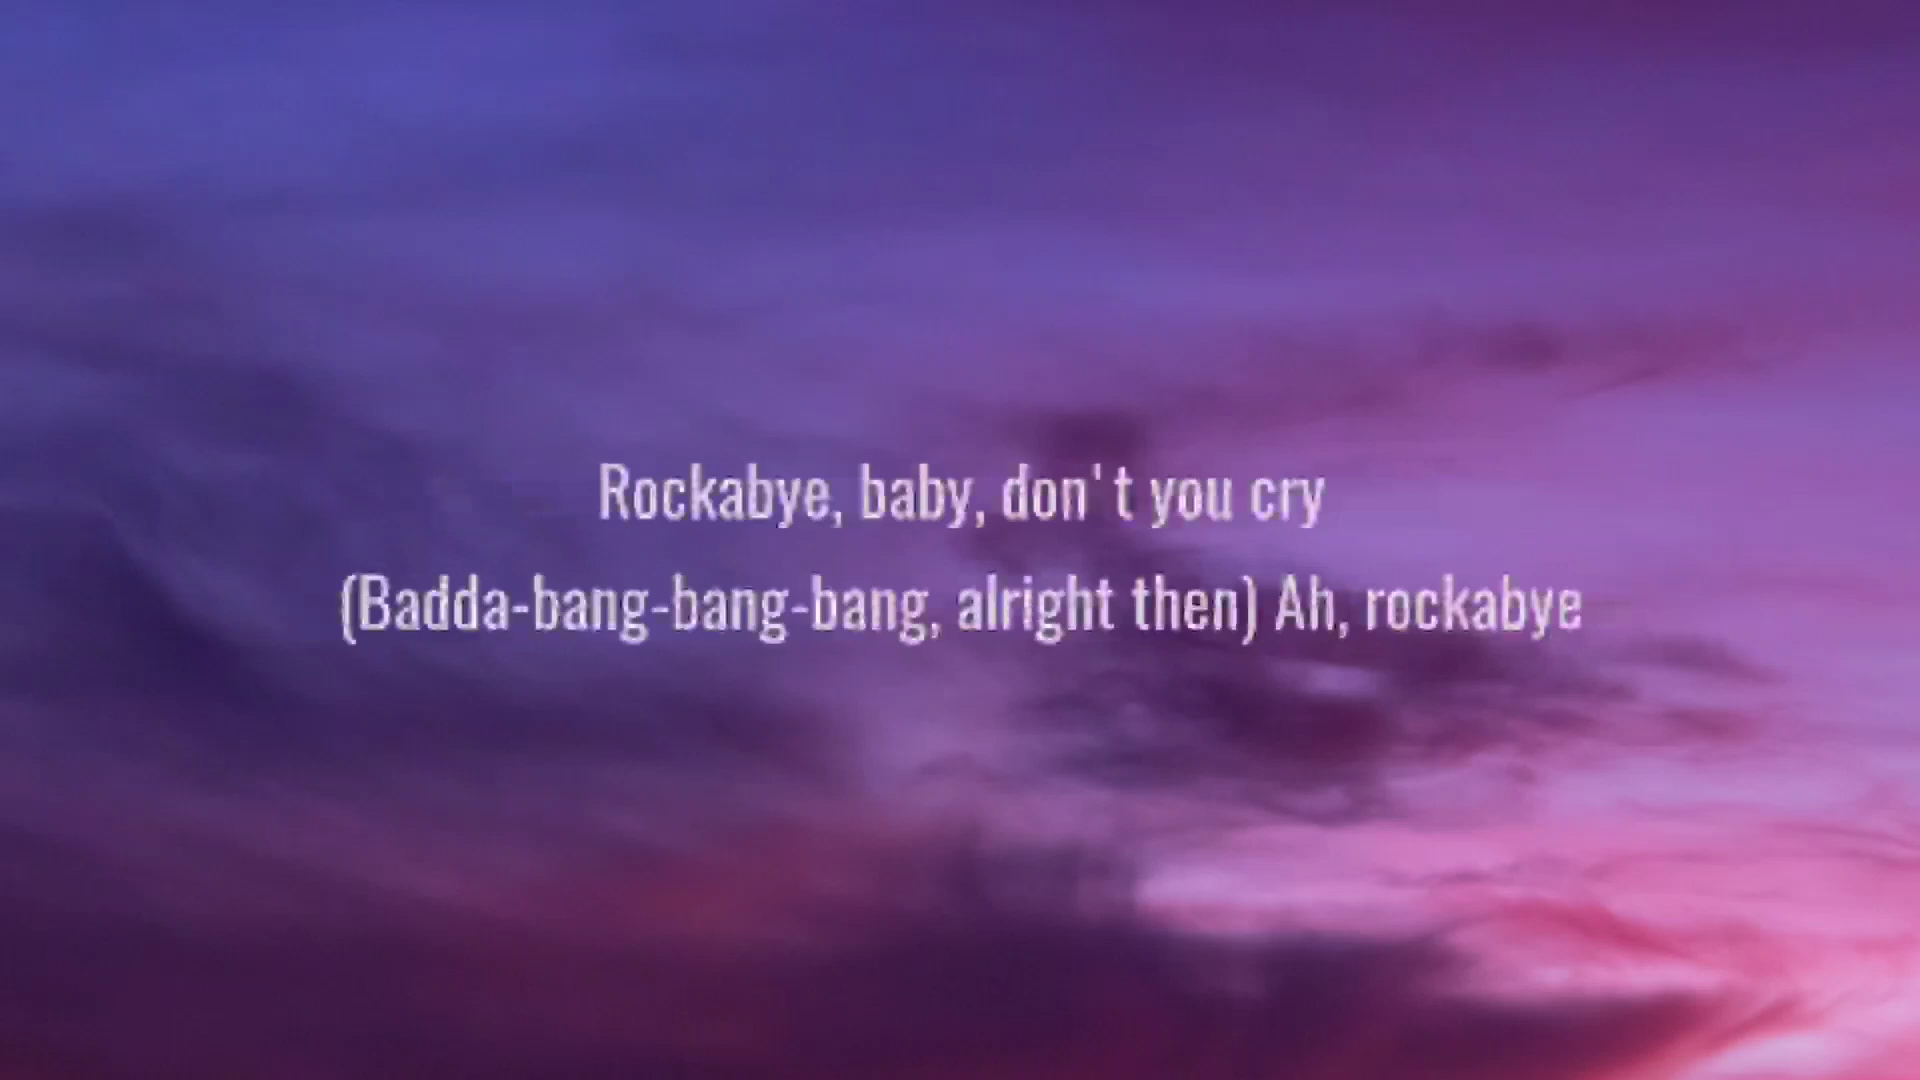 Rockabye, baby, don't you cry
(Badda-bang-bang-bang, alright then) Ah, rockabye